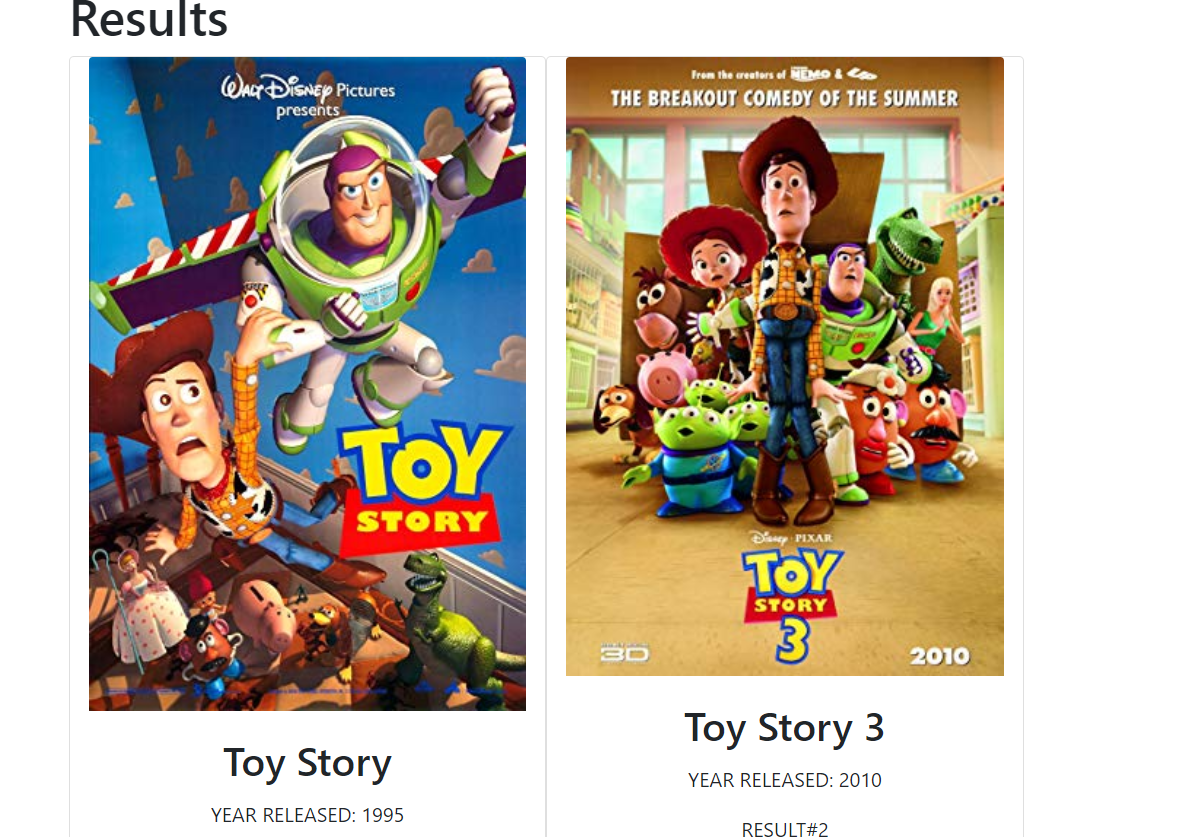 Results
WALT DISNEY Pictures
presents
TOY
STORY
Toy Story
YEAR RELEASED: 1995
From the creators of NEMO &
THE BREAKOUT COMEDY OF THE SUMMER
Disney · PIXAR
TOY
STORY
3
3D
2010
Toy Story 3
YEAR RELEASED: 2010
RESULT#2